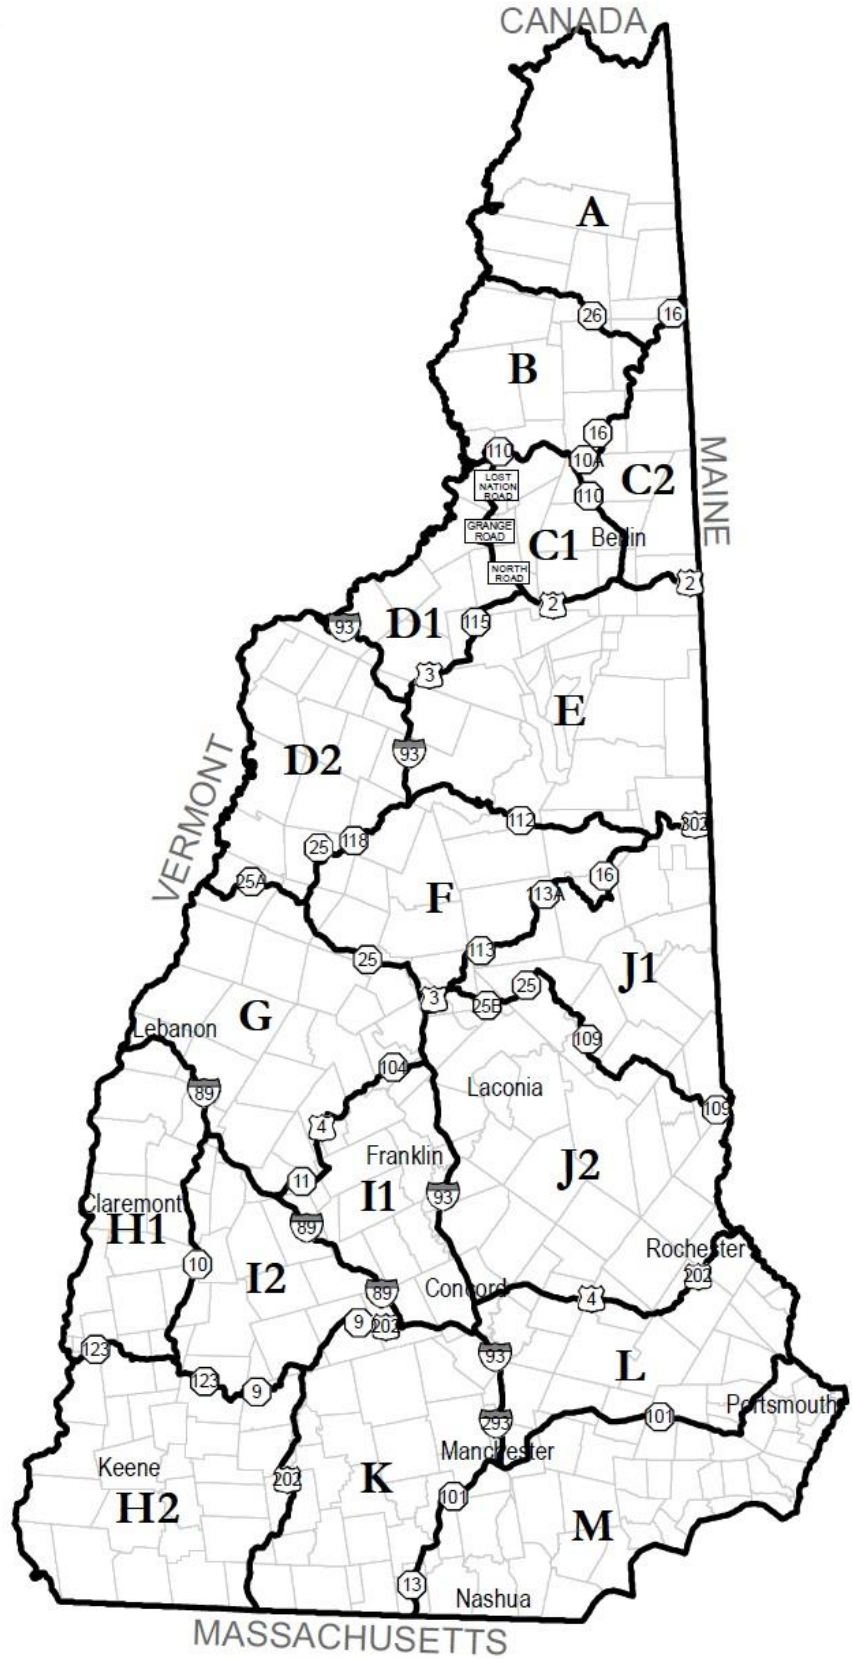 CANADA
A
26
16
B
16
110
10A
MAINE
C2
LOST
NATION
ROAD
110
GRANGE
ROAD
C1
Berlin
NORTH
ROAD
2
2
93
D1
115
3
E
VERMONT
D2
93
112
302
25
118
25A
F
113A
16
25
113
J1
3
25B
25
G
Lebanon
109
104
Laconia
89
109
4
Franklin
J2
11
I1
93
Claremont
H1
89
Rochester
10
I2
202
89
Concord
4
9
202
123
93
L
123
9
Portsmouth
293
101
Manchester
Keene
202
K
101
H2
M
13
Nashua
MASSACHUSETTS